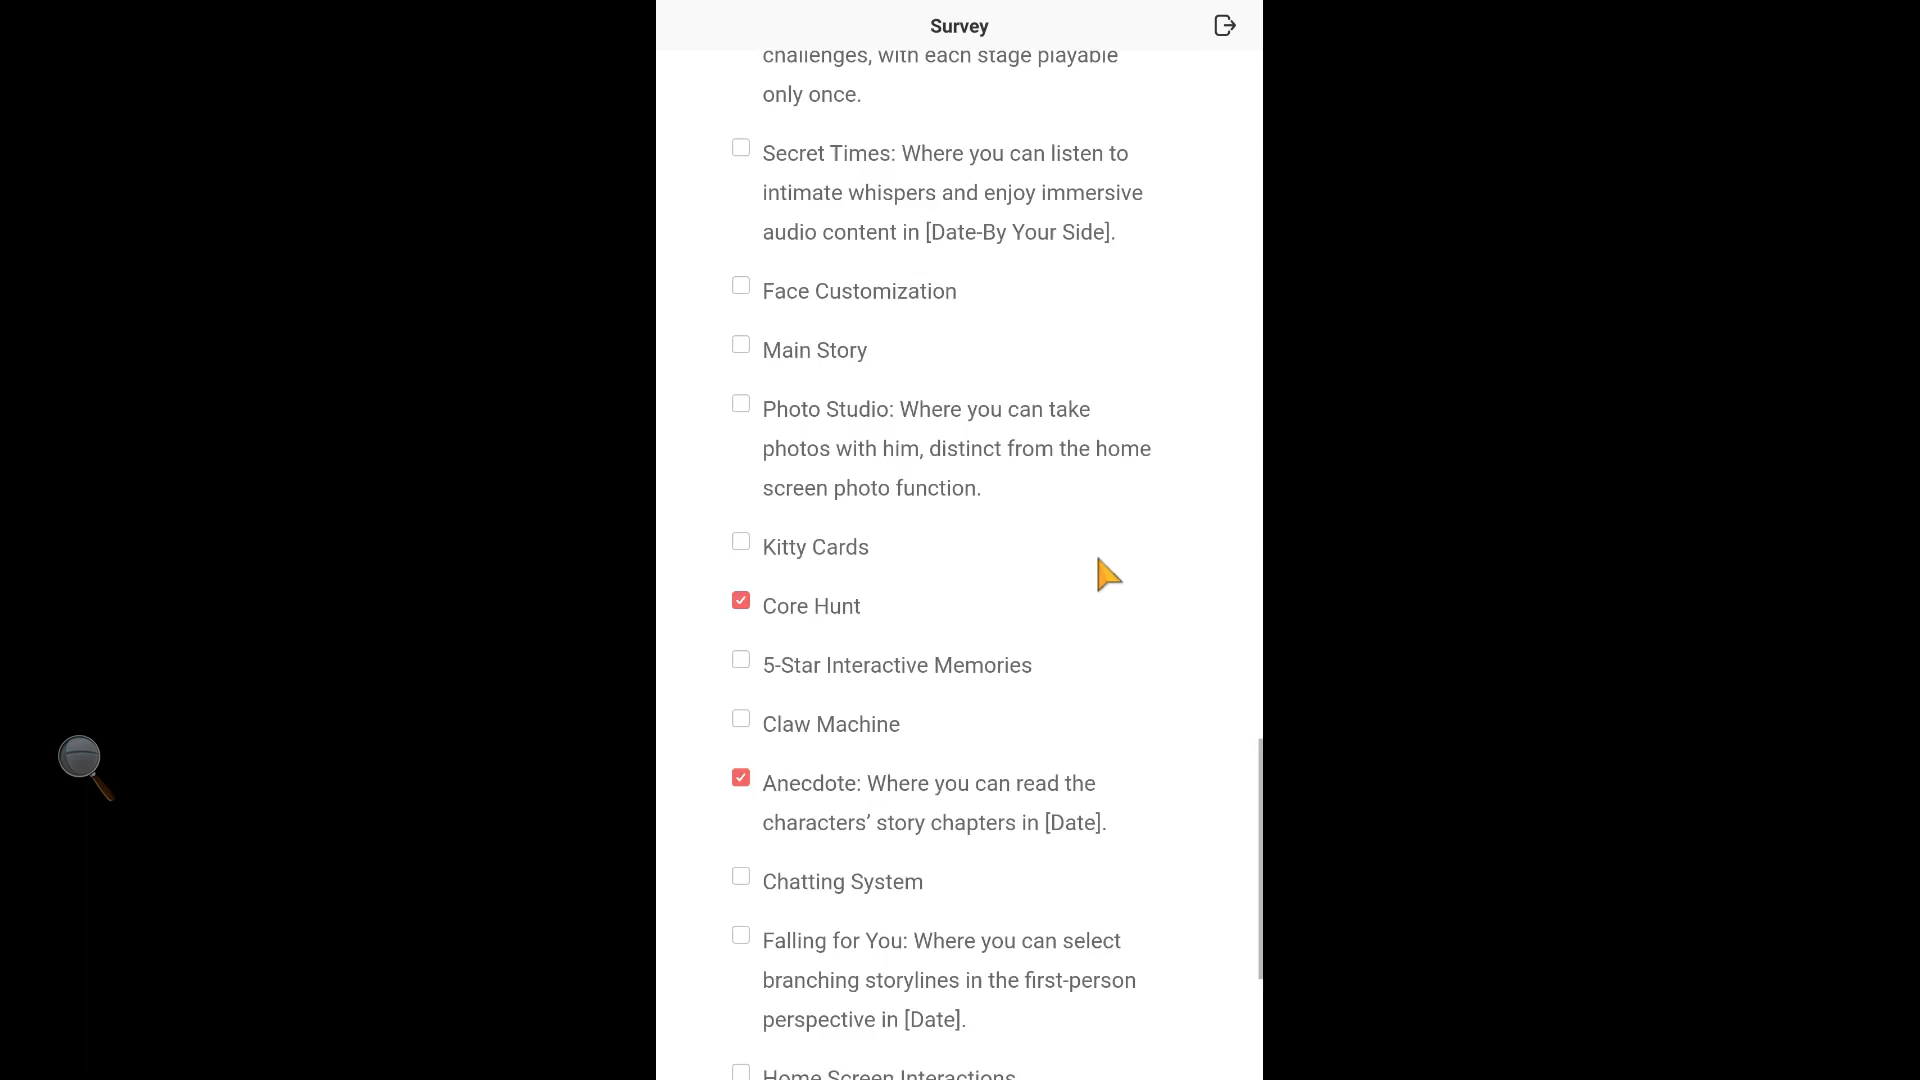 Survey
challenges, with each stage playable
only once.
Secret Times: Where you can listen to
intimate whispers and enjoy immersive
audio content in [Date-By Your Side].
Face Customization
Main Story
Photo Studio: Where you can take
photos with him, distinct from the home
screen photo function.
Kitty Cards
Core Hunt
5-Star Interactive Memories
Claw Machine
Anecdote: Where you can read the
characters’ story chapters in [Date].
Chatting System
Falling for You: Where you can select
branching storylines in the first-person
perspective in [Date].
Home Screen Interactions